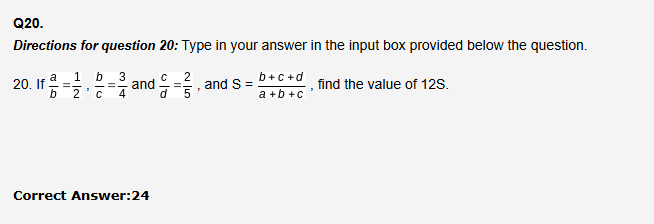 Q20.
Directions for question 20: Type in your answer in the input box provided below the question.
20. If a/b = 1/2, b/c = 3/4 and c/d = 2/5, and S = (b + c + d)/(a + b + c), find the value of 12S.
Correct Answer:24